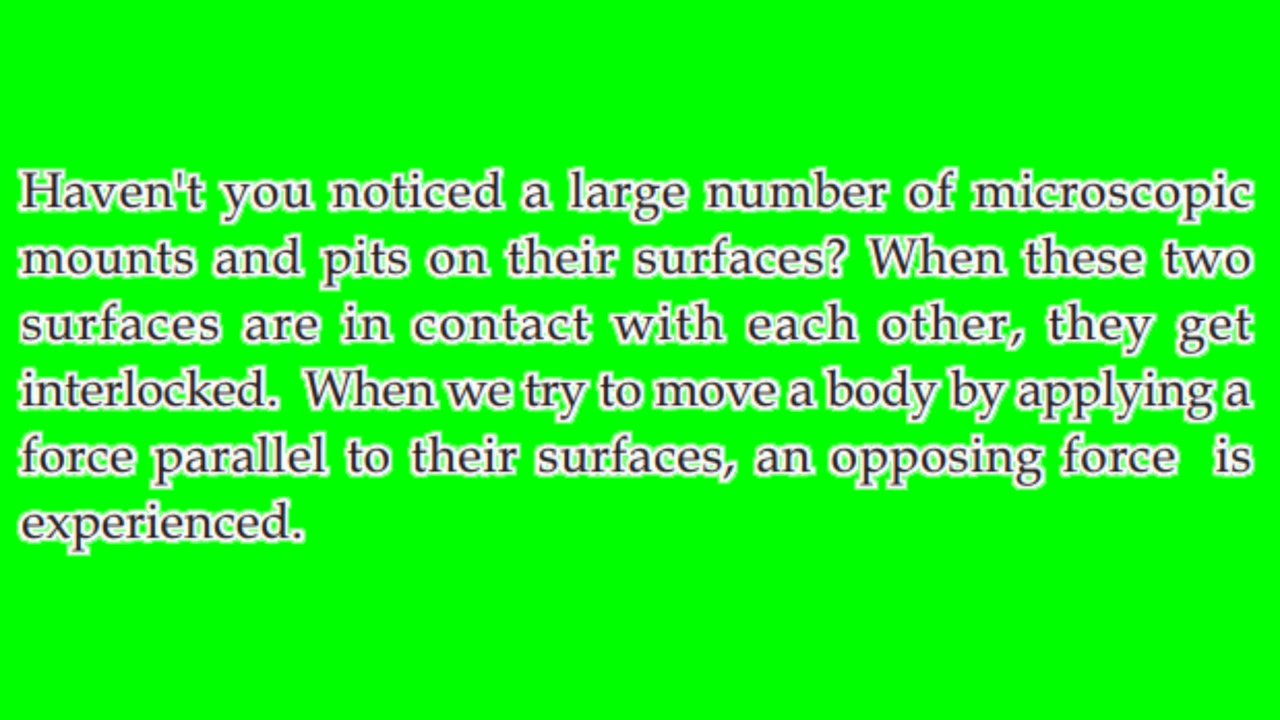 Haven't you noticed a large number of microscopic
mounts and pits on their surfaces? When these two
surfaces are in contact with each other, they get
interlocked. When we try to move a body by applying a
force parallel to their surfaces, an opposing force is
experienced.